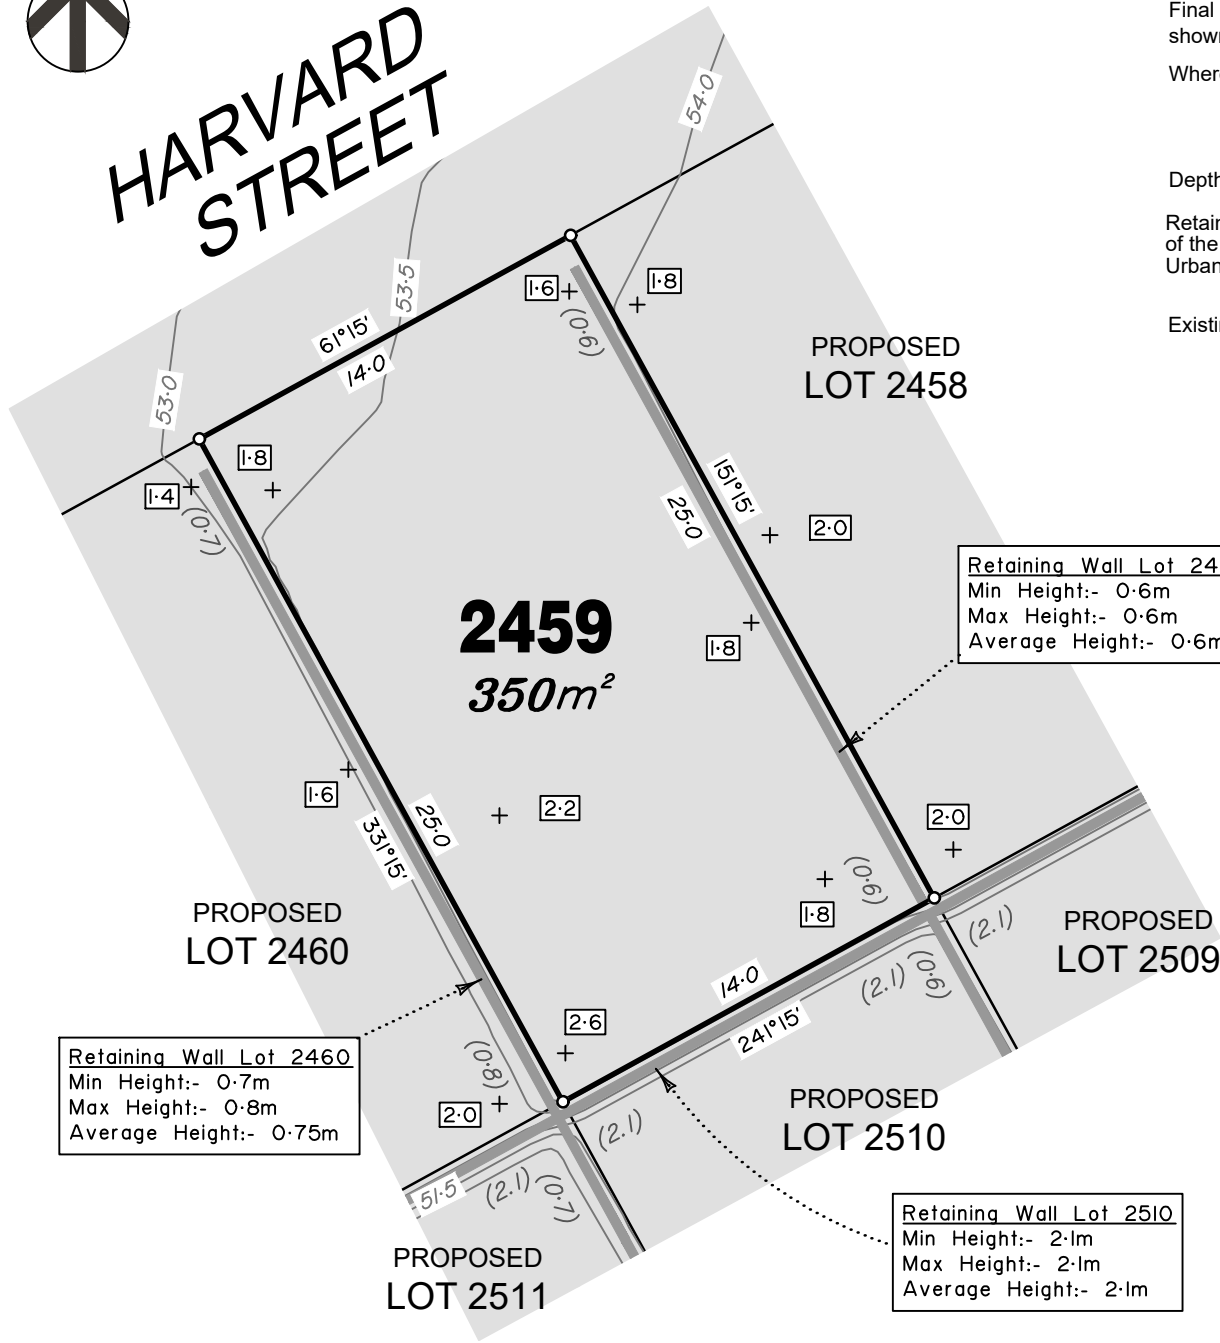 Final
shown
Where
Depth
Retain
of the
Urban
Existin
HARVARD
STREET
54·0
53·5
53·0
61°15'
14·0
1·6
(0·6)
1·8
PROPOSED
LOT 2458
1·8
1·4
(0·7)
151°15'
25·0
2·0
Retaining Wall Lot 24
Min Height:- 0·6m
Max Height:- 0·6m
Average Height:- 0·6m
2459
350m²
1·8
1·6
2·2
25·0
331°15'
2·0
(0·6)
1·8
PROPOSED
LOT 2460
PROPOSED
LOT 2509
(2.1)
(2.1)
(0·6)
14·0
241°15'
2·6
(0·8)
2·0
Retaining Wall Lot 2460
Min Height:- 0·7m
Max Height:- 0·8m
Average Height:- 0·75m
PROPOSED
LOT 2510
(2.1)
51·5
(2.1)
(0·7)
Retaining Wall Lot 2510
Min Height:- 2·1m
Max Height:- 2·1m
Average Height:- 2·1m
PROPOSED
LOT 2511